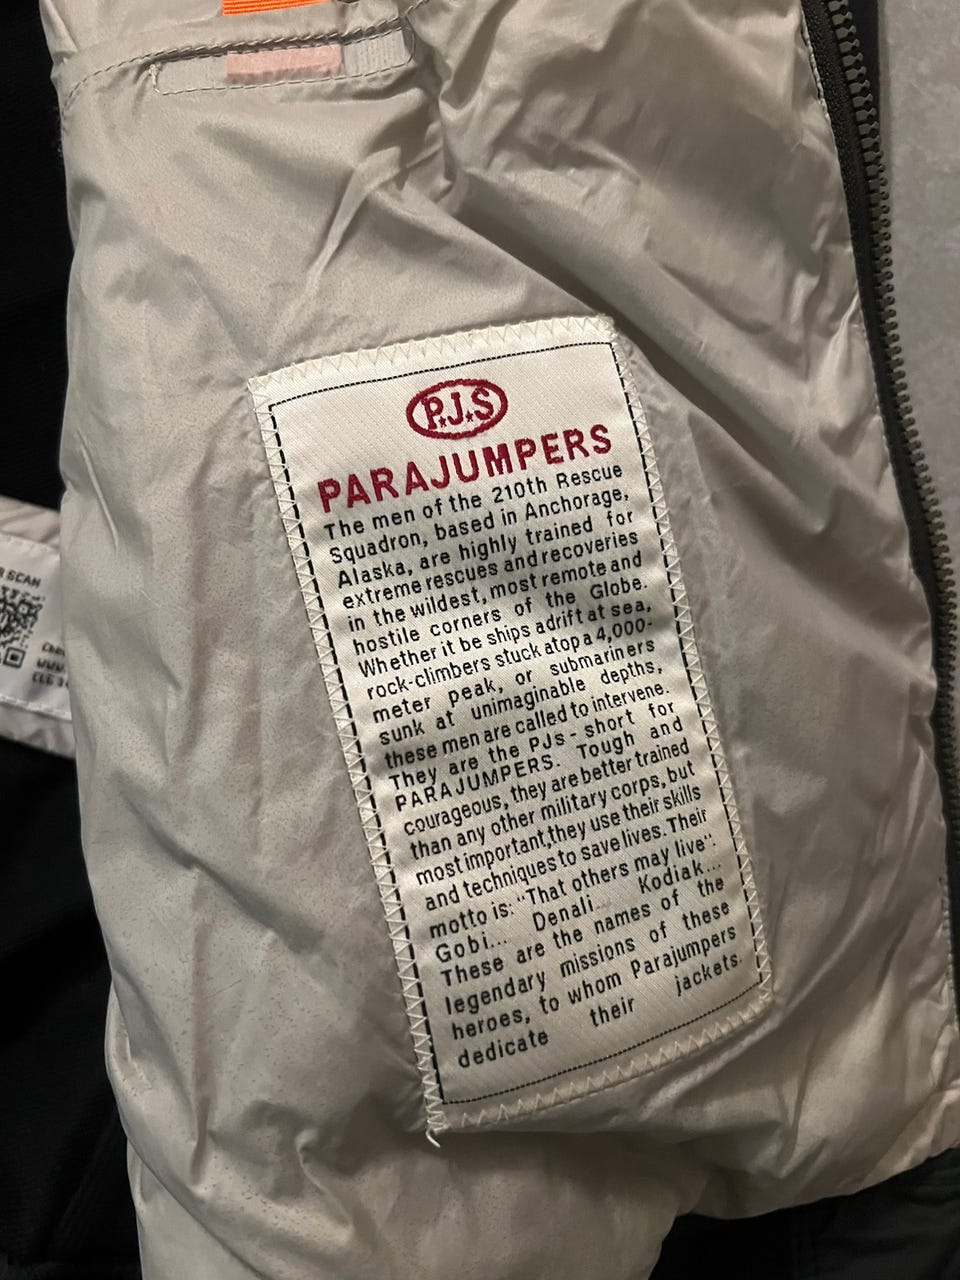 P.J.S
PARAJUMPERS
The men of the 210th Rescue
Squadron, based in Anchorage,
Alaska, are highly trained for
extreme rescues and recoveries
in the wildest, most remote and
hostile corners of the Globe.
Whether it be ships adrift at sea,
rock-climbers stuck atop a 4,000-
meter peak, or submariners
sunk at unimaginable depths,
these men are called to intervene.
They are the PJs - short for
PARAJUMPERS. Tough and
courageous, they are better trained
than any other military corps, but
most important,they use their skills
and techniques to save lives. Their
motto is: "That others may live".
Gobi... Denali... Kodiak...
These are the names of the
legendary missions of these
heroes, to whom Parajumpers
dedicate their jackets.
SCAN